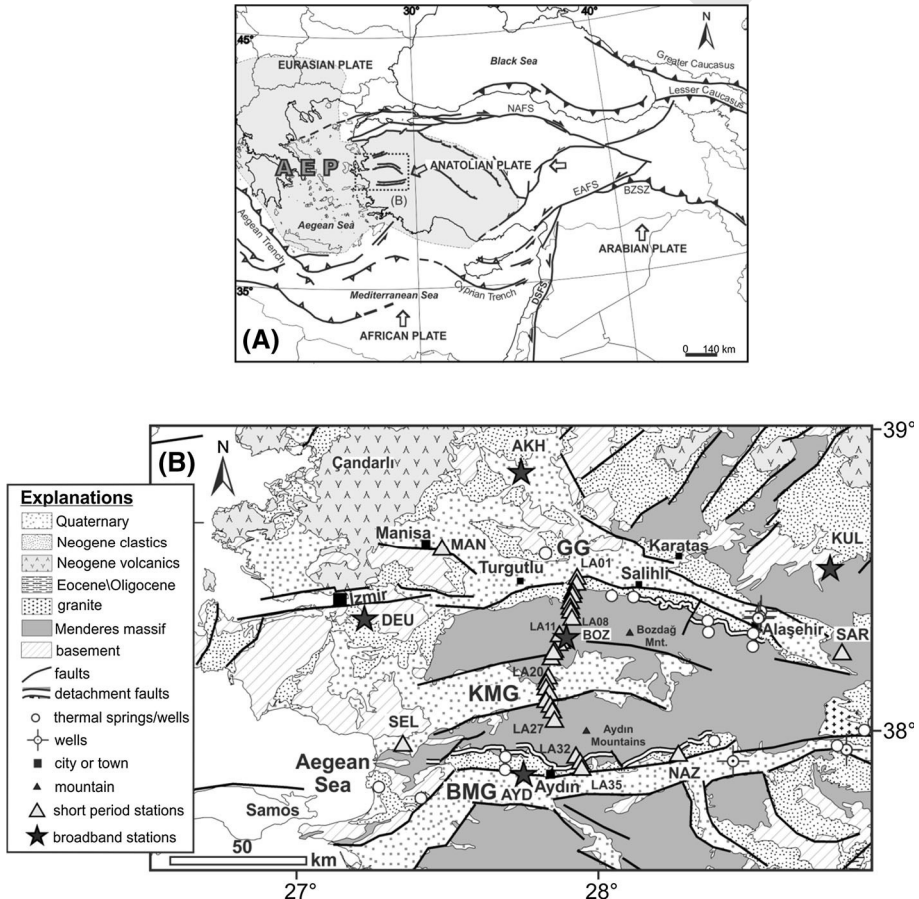 30°
40°
N
45°
EURASIAN PLATE
Black Sea
Greater Caucasus
Lesser Caucasus
NAFS
AEP
ANATOLIAN PLATE
(B)
EAFS
BZSZ
Aegean Sea
Aegean Trench
ARABIAN PLATE
35°
Mediterranean Sea
Cyprian Trench
DSFS
AFRICAN PLATE
(A)
0 140 km
39°
(B)
N
AKH
Çandarlı
Explanations
Quaternary
Neogene clastics
Neogene volcanics
Eocene\Oligocene
granite
Menderes massif
basement
faults
detachment faults
thermal springs/wells
wells
city or town
mountain
short period stations
broadband stations
Manisa
MAN
GG
Karataş
KUL
LA01
Turgutlu
Salihli
İzmir
DEU
LA11
LA08
BOZ
Bozdağ
Mnt.
Alaşehir
SAR
LA20
KMG
SEL
LA27
Aydın
Mountains
38°
LA32
Aegean
Sea
NAZ
BMG
AYD
Aydın
LA35
Samos
50
km
27°
28°